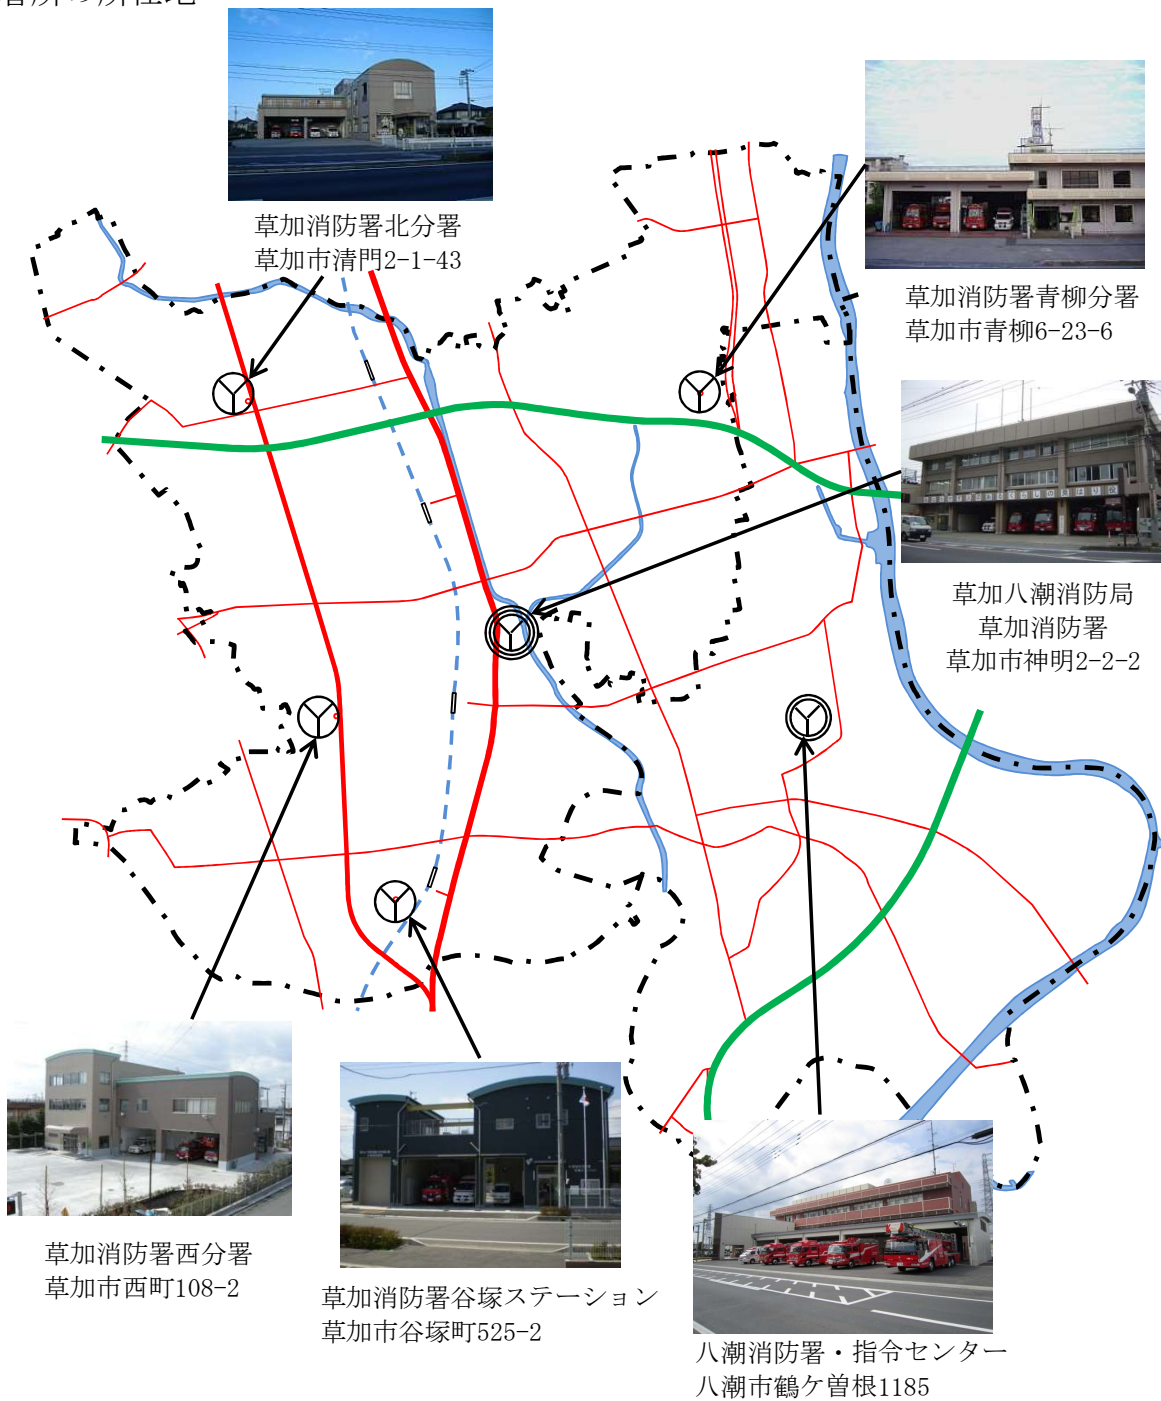 草加消防署北分署
草加市清門2-1-43
草加消防署青柳分署
草加市青柳6-23-6
草加八潮消防局
草加消防署
草加市神明2-2-2
草加消防署西分署
草加市西町108-2
草加消防署谷塚ステーション
草加市谷塚町525-2
八潮消防署・指令センター
八潮市鶴ケ曽根1185